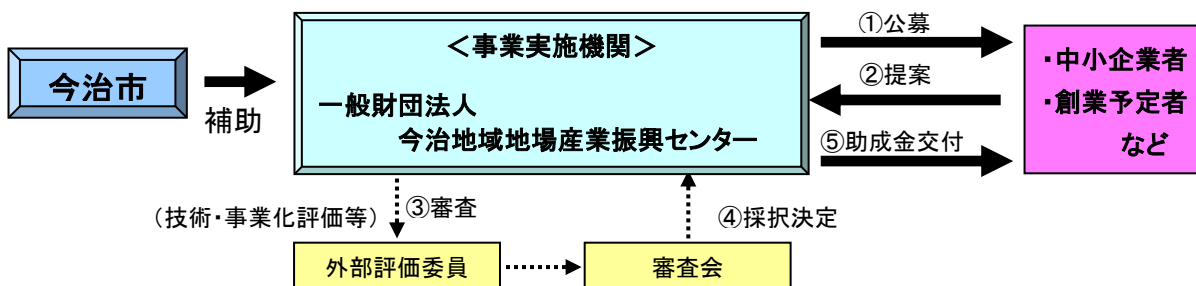 今治市
補助
＜事業実施機関＞
一般財団法人
今治地域地場産業振興センター
①公募
②提案
⑤助成金交付
・中小企業者
・創業予定者
など
（技術・事業化評価等）
③審査
④採択決定
外部評価委員
審査会